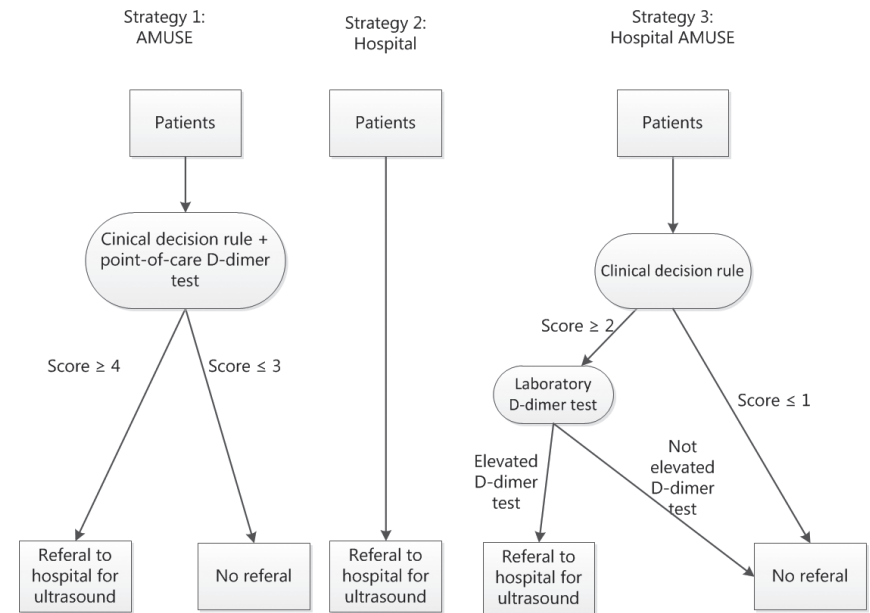 Strategy 1:
AMUSE
Strategy 2:
Hospital
Strategy 3:
Hospital AMUSE
Patients
Patients
Patients
Cinical decision rule +
point-of-care D-dimer
test
Clinical decision rule
Score ≥ 4
Score ≤ 3
Score ≥ 2
Score ≤ 1
Laboratory
D-dimer test
Elevated
D-dimer
test
Not
elevated
D-dimer
test
Referal to
hospital for
ultrasound
No referal
Referal to
hospital for
ultrasound
Referal to
hospital for
ultrasound
No referal